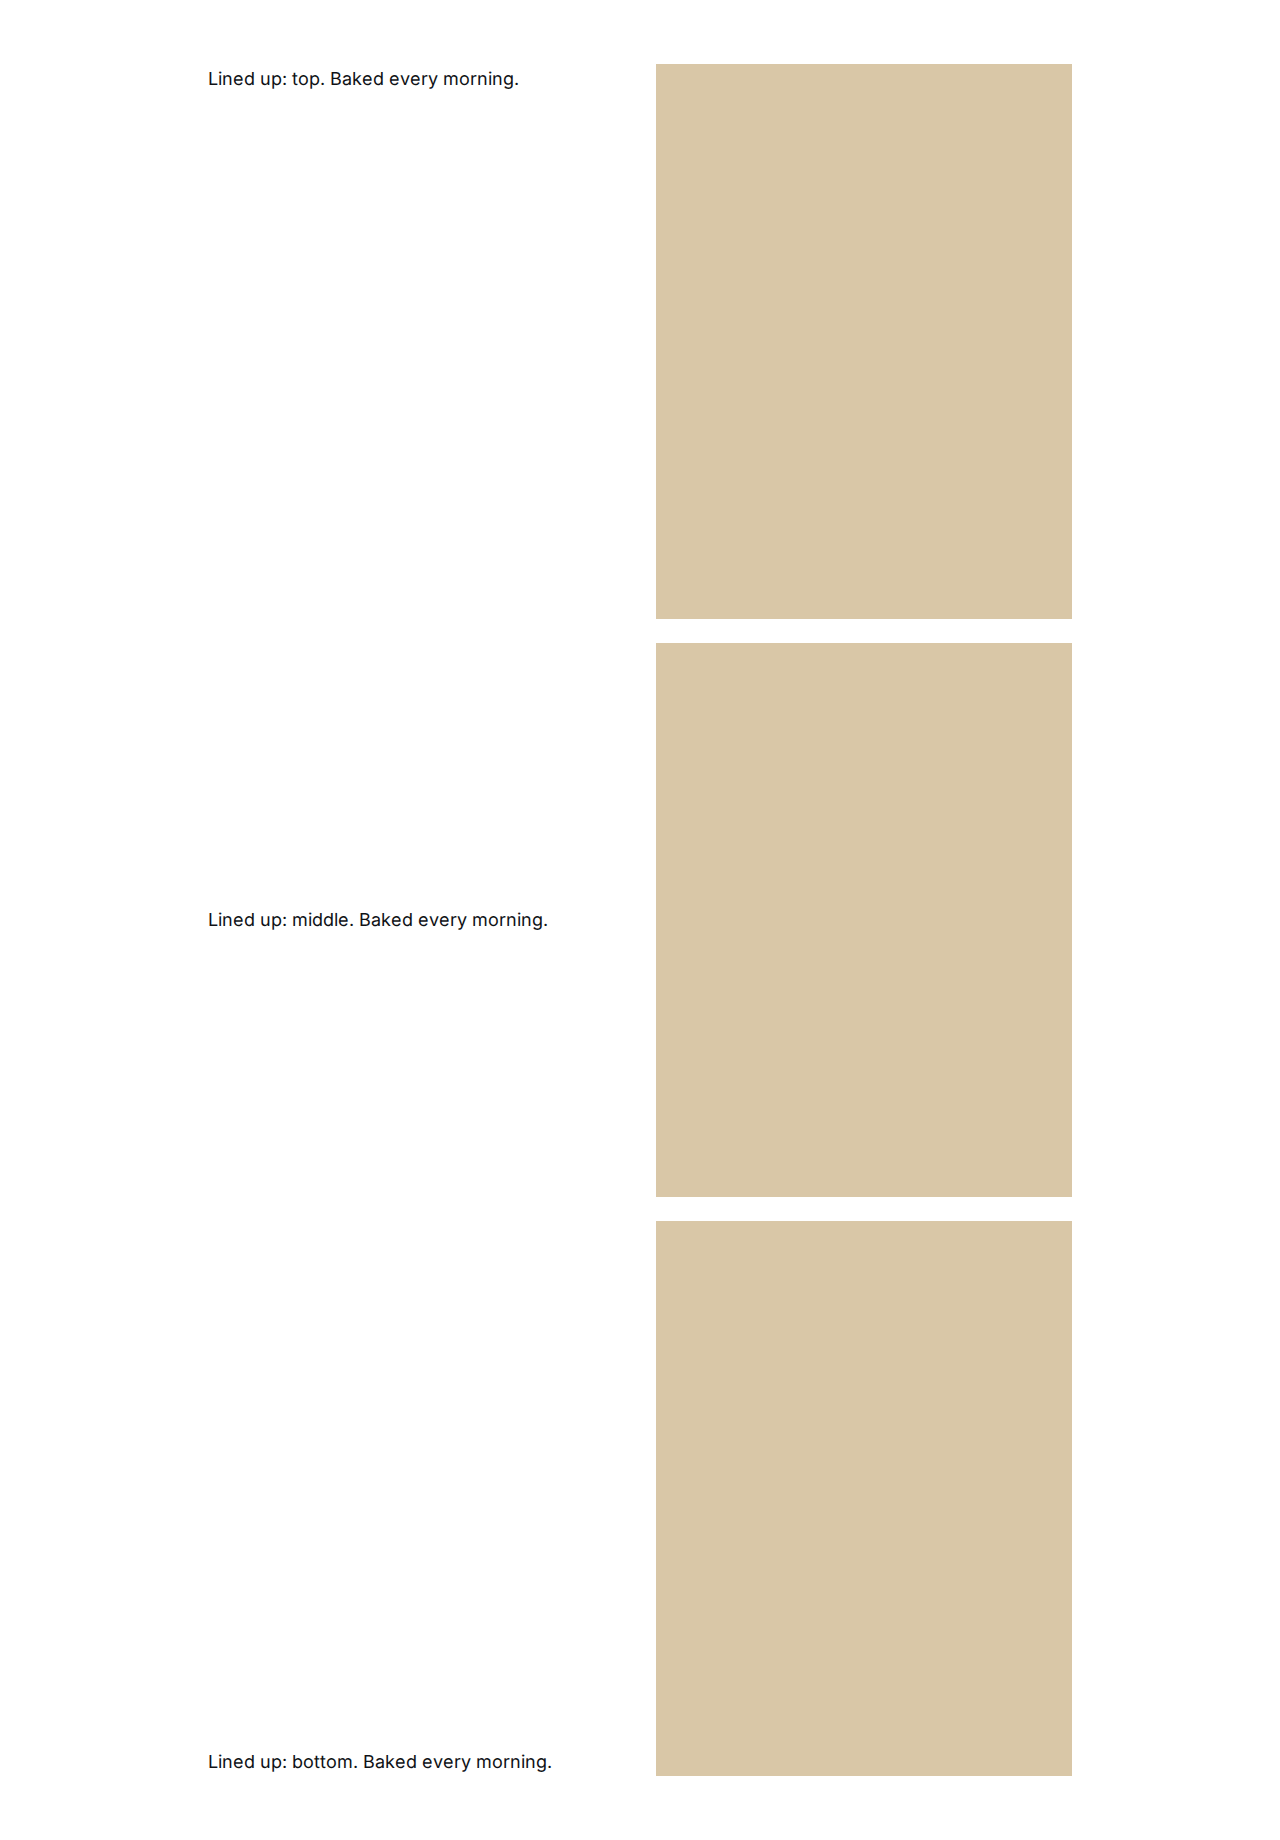 Lined up: top. Baked every morning.
Lined up: middle. Baked every morning.
Lined up: bottom. Baked every morning.